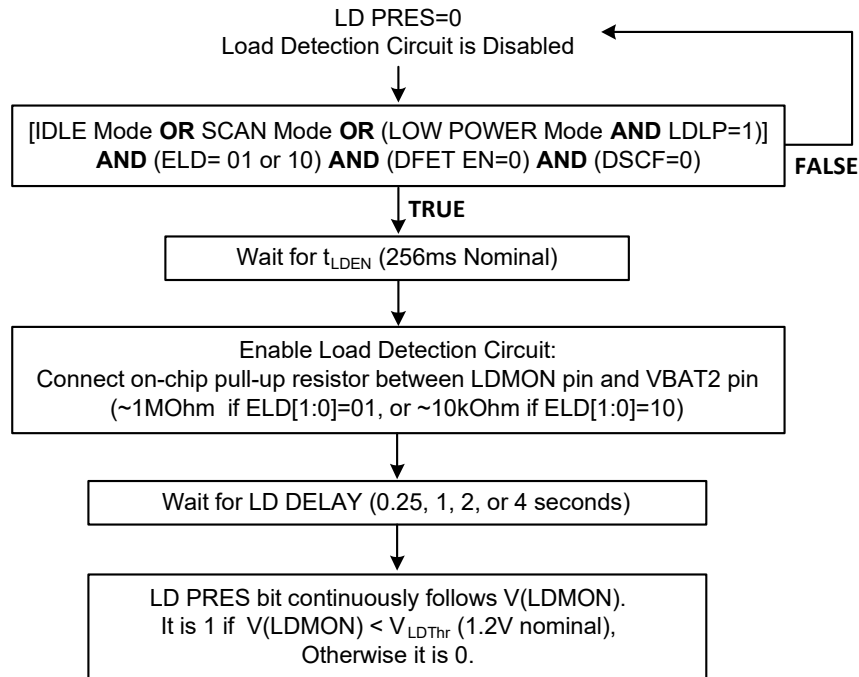 LD PRES=0
Load Detection Circuit is Disabled
[IDLE Mode OR SCAN Mode OR (LOW POWER Mode AND LDLP=1)]
AND (ELD= 01 or 10) AND (DFET EN=0) AND (DSCF=0)
FALSE
TRUE
Wait for tLDEN (256ms Nominal)
Enable Load Detection Circuit:
Connect on-chip pull-up resistor between LDMON pin and VBAT2 pin
(~1MOhm  if ELD[1:0]=01, or ~10kOhm if ELD[1:0]=10)
Wait for LD DELAY (0.25, 1, 2, or 4 seconds)
LD PRES bit continuously follows V(LDMON).
It is 1 if  V(LDMON) < VLDThr (1.2V nominal),
Otherwise it is 0.